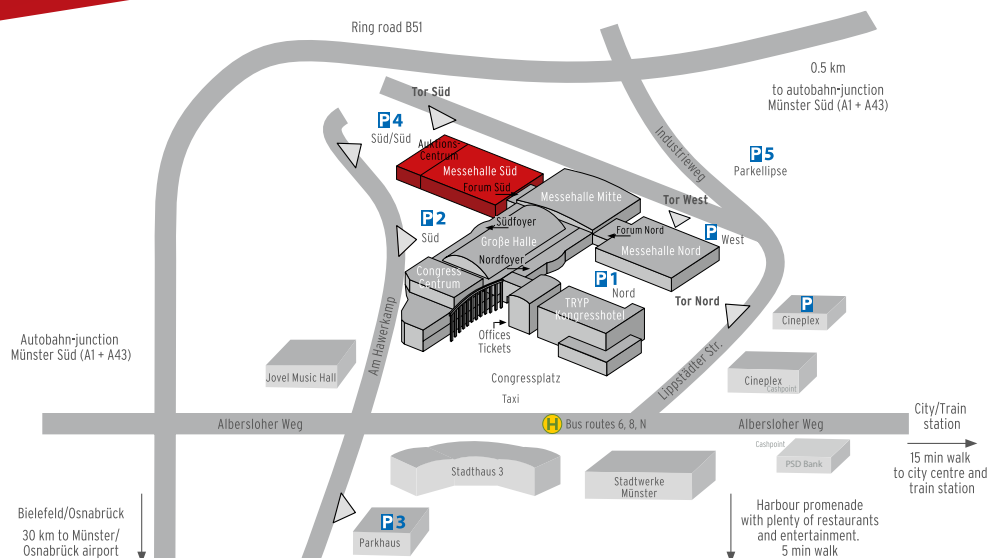 Ring road B51
0.5 km
to autobahn-junction
Münster Süd (A1 + A43)
Tor Süd
P4
Süd/Süd
Auktions-
Centrum
Messehalle Süd
Forum Süd
Industrieweg
P5
Parkellipse
Messehalle Mitte
Tor West
P2
Süd
Südfoyer
Große Halle
Nordfoyer
Forum Nord
Messehalle Nord
P
West
Congress
Centrum
P1
Nord
TRYP
Kongresshotel
Tor Nord
P
Cineplex
Offices
Tickets
Am Hawerkamp
Autobahn-junction
Münster Süd (A1 + A43)
Jovel Music Hall
Congressplatz
Taxi
Lippstädter Str.
Cineplex
Cashpoint
Albersloher Weg
H Bus routes 6, 8, N
Albersloher Weg
City/Train
station
15 min walk
to city centre and
train station
Cashpoint
PSD Bank
Stadthaus 3
Stadtwerke
Münster
Bielefeld/Osnabrück
30 km to Münster/
Osnabrück airport
P3
Parkhaus
Harbour promenade
with plenty of restaurants
and entertainment.
5 min walk